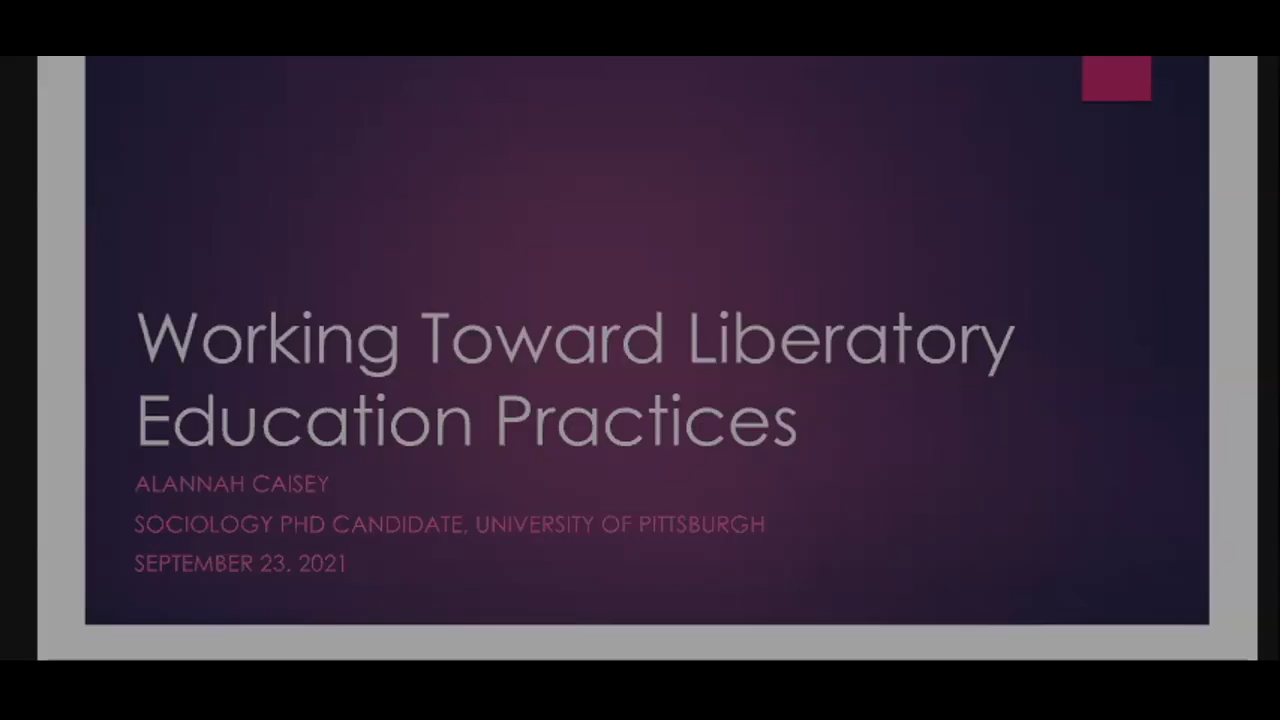 Working Toward Liberatory
Education Practices
ALANNAH CAISEY
SOCIOLOGY PHD CANDIDATE, UNIVERSITY OF PITTSBURGH
SEPTEMBER 23, 2021